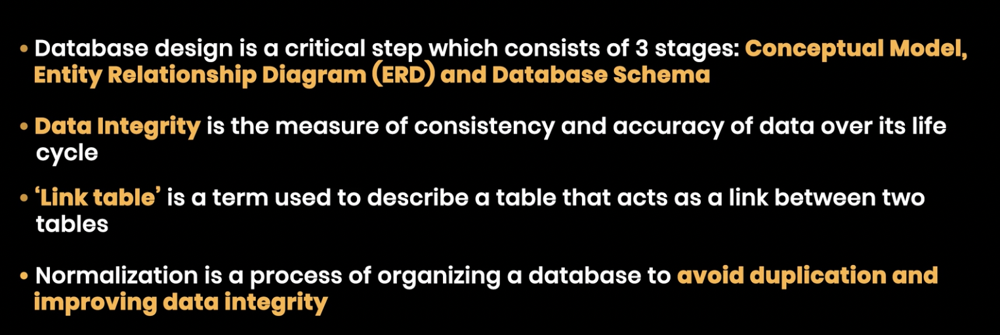 • Database design is a critical step which consists of 3 stages: Conceptual Model,
Entity Relationship Diagram (ERD) and Database Schema
• Data Integrity is the measure of consistency and accuracy of data over its life
cycle
• ‘Link table’ is a term used to describe a table that acts as a link between two
tables
• Normalization is a process of organizing a database to avoid duplication and
improving data integrity